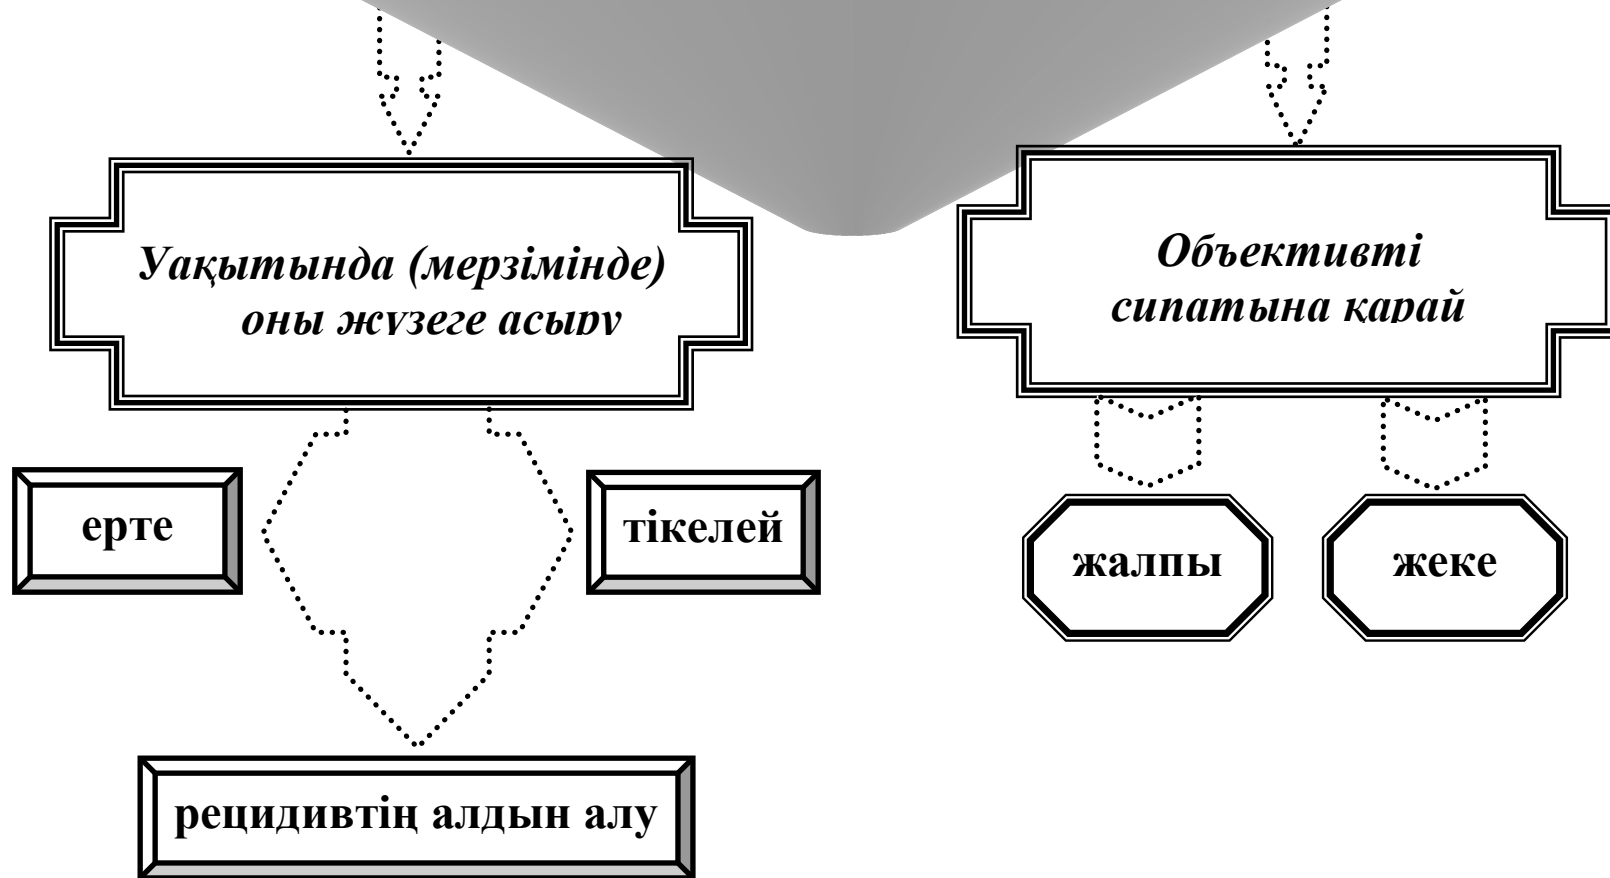 Уақытында (мерзімінде)
оны жүзеге асыру
Объективті
сипатына қарай
ерте
тікелей
жалпы
жеке
рецидивтің алдын алу